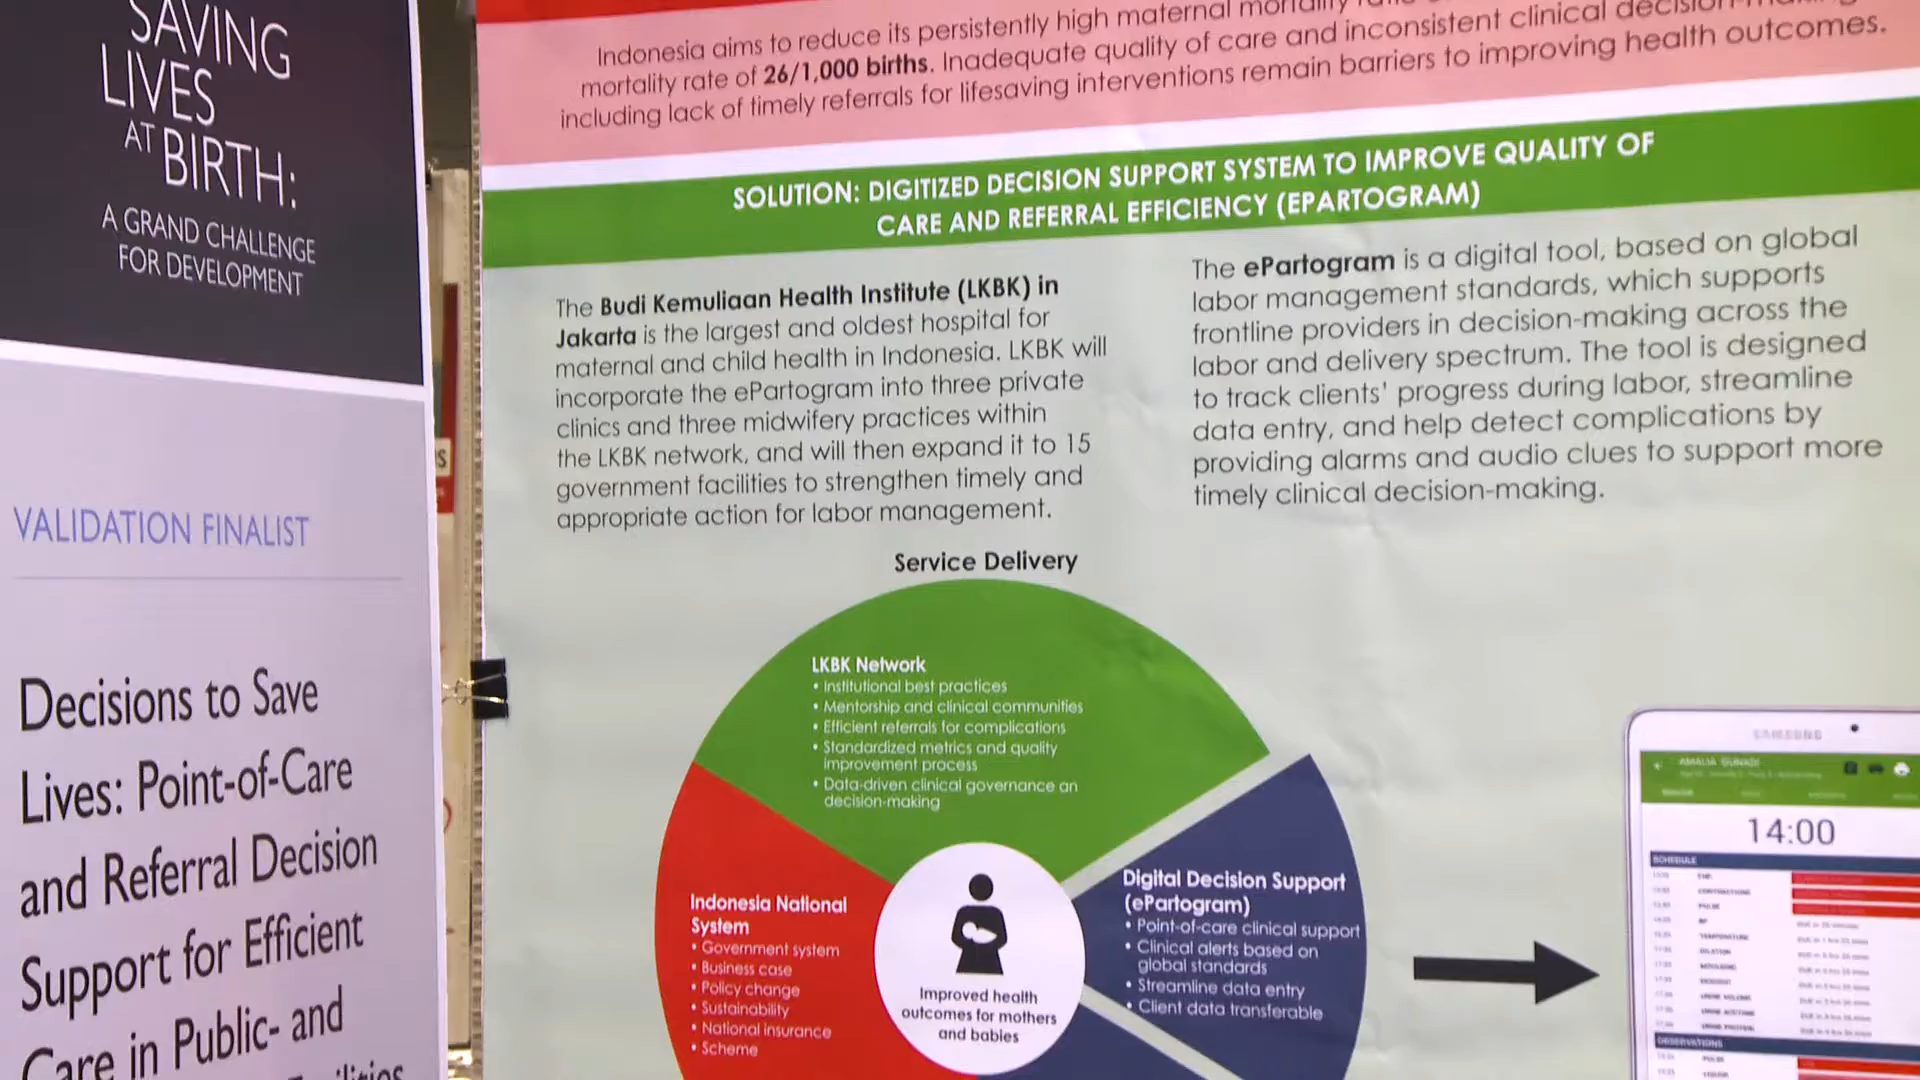 SAVING
LIVES
AT BIRTH:
A GRAND CHALLENGE
FOR DEVELOPMENT
VALIDATION FINALIST
Decisions to Save
Lives: Point-of-Care
and Referral Decision
Support for Efficient
Care in Public- and
Indonesia aims to reduce its persistently high maternal mortality
mortality rate of 26/1,000 births. Inadequate quality of care and inconsistent clinical
including lack of timely referrals for lifesaving interventions remain barriers to improving health outcomes.
SOLUTION: DIGITIZED DECISION SUPPORT SYSTEM TO IMPROVE QUALITY OF
CARE AND REFERRAL EFFICIENCY (EPARTOGRAM)
The Budi Kemuliaan Health Institute (LKBK) in
Jakarta is the largest and oldest hospital for
maternal and child health in Indonesia. LKBK will
incorporate the ePartogram into three private
clinics and three midwifery practices within
the LKBK network, and will then expand it to 15
government facilities to strengthen timely and
appropriate action for labor management.
The ePartogram is a digital tool, based on global
labor management standards, which supports
frontline providers in decision-making across the
labor and delivery spectrum. The tool is designed
to track clients' progress during labor, streamline
data entry, and help detect complications by
providing alarms and audio clues to support more
timely clinical decision-making.
Service Delivery
LKBK Network
• Institutional best practices
• Mentorship and clinical communities
• Efficient referrals for complications
• Standardized metrics and quality
improvement process
• Data-driven clinical governance an
decision-making
Indonesia National
System
• Government system
• Business case
• Policy change
• Sustainability
• National insurance
• Scheme
Improved health
outcomes for mothers
and babies
Digital Decision Support
(ePartogram)
• Point-of-care clinical support
• Clinical alerts based on
global standards
• Streamline data entry
• Client data transferable
SAMSUNG
14:00
SCHEDULE
OBSERVATIONS